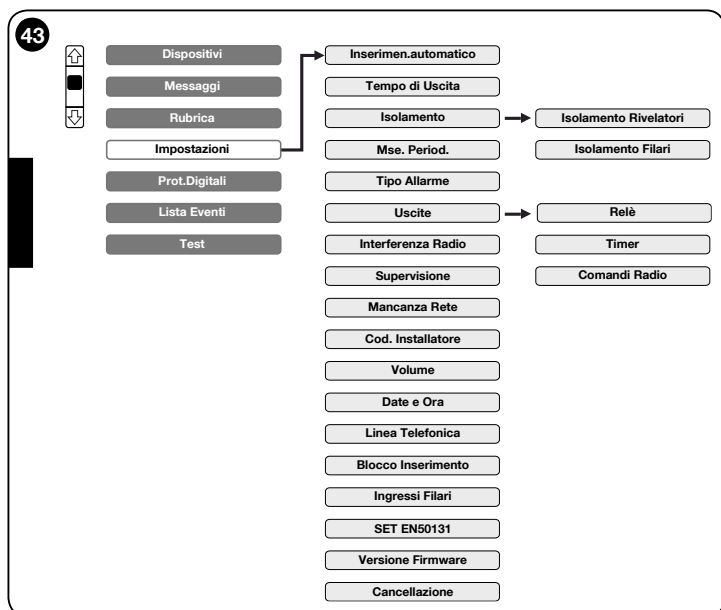 43
Dispositivi
Messaggi
Rubrica
Impostazioni
Prot.Digitali
Lista Eventi
Test
Inserimen.automatico
Tempo di Uscita
Isolamento
Mse. Period.
Tipo Allarme
Uscite
Interferenza Radio
Supervisione
Mancanza Rete
Cod. Installatore
Volume
Date e Ora
Linea Telefonica
Blocco Inserimento
Ingressi Filari
SET EN50131
Versione Firmware
Cancellazione
Isolamento Rivelatori
Isolamento Filari
Relè
Timer
Comandi Radio